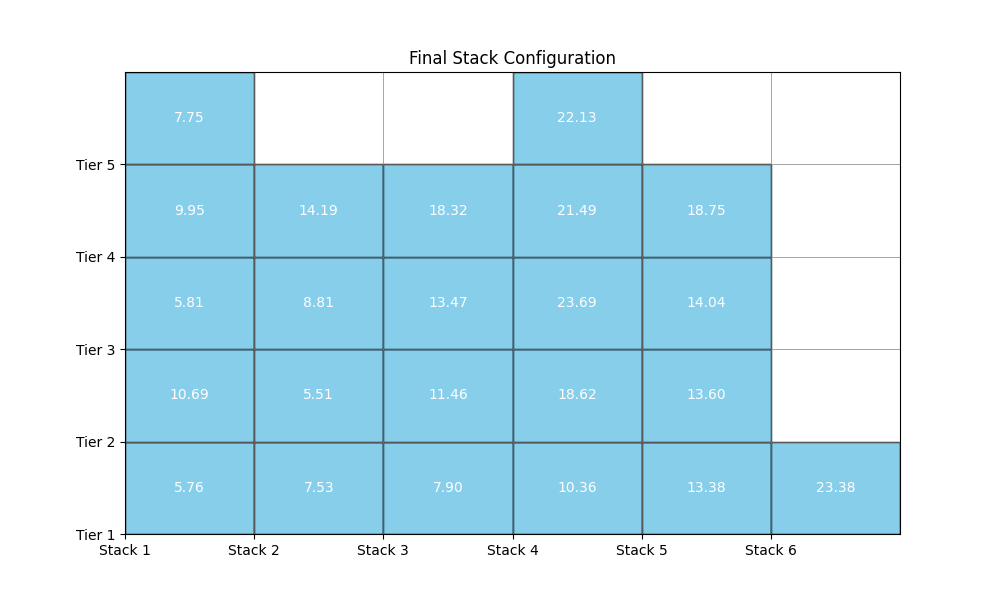 Final Stack Configuration
7.75 22.13
Tier 5
9.95 14.19 18.32 21.49 18.75
Tier 4
5.81 8.81 13.47 23.69 14.04
Tier 3
10.69 5.51 11.46 18.62 13.60
Tier 2
5.76 7.53 7.90 10.36 13.38 23.38
Tier 1
Stack 1 Stack 2 Stack 3 Stack 4 Stack 5 Stack 6